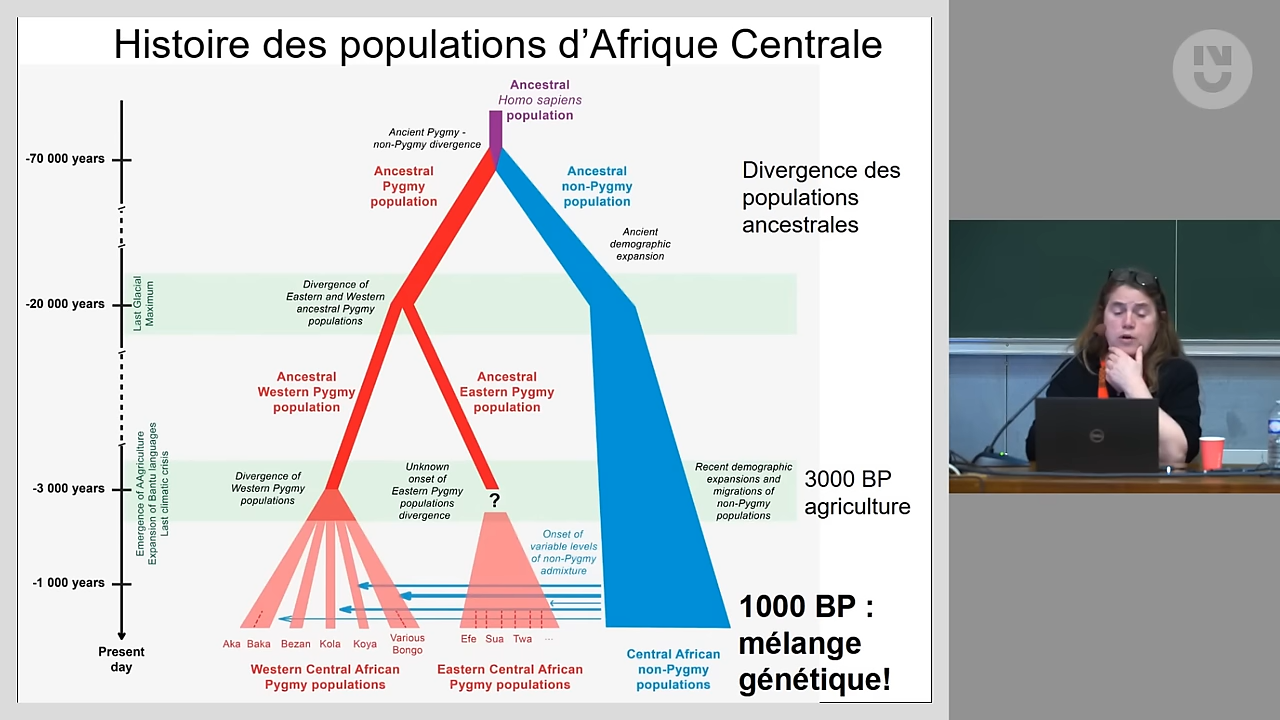 Histoire des populations d’Afrique Centrale
Ancestral
Homo sapiens
population
Ancient Pygmy -
non-Pygmy divergence
-70 000 years
Ancestral
Pygmy
population
Ancestral
non-Pygmy
population
Divergence des
populations
ancestrales
Ancient
demographic
expansion
Last Glacial
Maximum
-20 000 years
Divergence of
Eastern and Western
ancestral Pygmy
populations
Ancestral
Western Pygmy
population
Ancestral
Eastern Pygmy
population
Emergence of AAgriculture
Expansion of Bantu languages
Last climatic crisis
-3 000 years
Divergence of
Western Pygmy
populations
Unknown
onset of
Eastern Pygmy
populations
divergence
?
Recent demographic
expansions and
migrations of
non-Pygmy
populations
3000 BP
agriculture
Onset of
variable levels
of non-Pygmy
admixture
-1 000 years
1000 BP :
mélange
génétique!
Present
day
Aka Baka Bezan Kola Koya Various
Bongo
Efe Sua Twa ...
Western Central African
Pygmy populations
Eastern Central African
Pygmy populations
Central African
non-Pygmy
populations
DELL